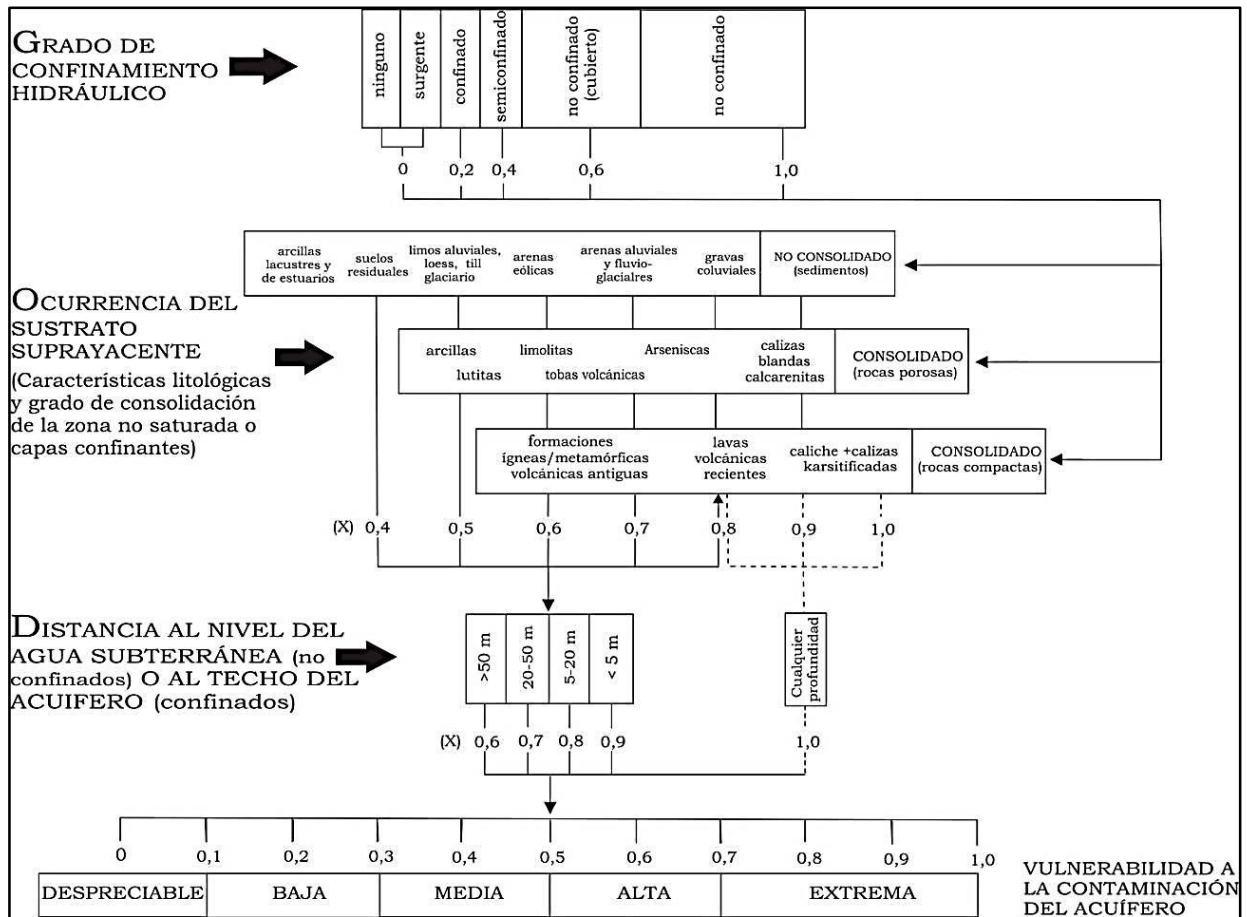 GRADO DE
CONFINAMIENTO
HIDRÁULICO
ninguno
surgente
confinado
semiconfinado
no confinado
(cubierto)
no confinado
0
0,2
0,4
0,6
1,0
OCURRENCIA DEL
SUSTRATO
SUPRAYACENTE
(Características litológicas
y grado de consolidación
de la zona no saturada o
capas confinantes)
arcillas
lacustres y
de estuarios
suelos
residuales
limos aluviales,
loess, till
glaciario
arenas
eólicas
arenas aluviales
y fluvio-
glacialres
gravas
coluviales
NO CONSOLIDADO
(sedimentos)
arcillas
lutitas
limolitas
tobas volcánicas
Arseniscas
calizas
blandas
calcarenitas
CONSOLIDADO
(rocas porosas)
formaciones
ígneas/metamórficas
volcánicas antiguas
lavas
volcánicas
recientes
caliche +calizas
karsitificadas
CONSOLIDADO
(rocas compactas)
(X) 0,4 0,5 0,6 0,7 0,8 0,9 1,0
DISTANCIA AL NIVEL DEL
AGUA SUBTERRÁNEA (no
confinados) O AL TECHO DEL
ACUIFERO (confinados)
>50 m
20-50 m
5-20 m
< 5 m
Cualquier
profundidad
(X) 0,6 0,7 0,8 0,9 1,0
0 0,1 0,2 0,3 0,4 0,5 0,6 0,7 0,8 0,9 1,0
DESPRECIABLE BAJA MEDIA ALTA EXTREMA
VULNERABILIDAD A
LA CONTAMINACIÓN
DEL ACUÍFERO